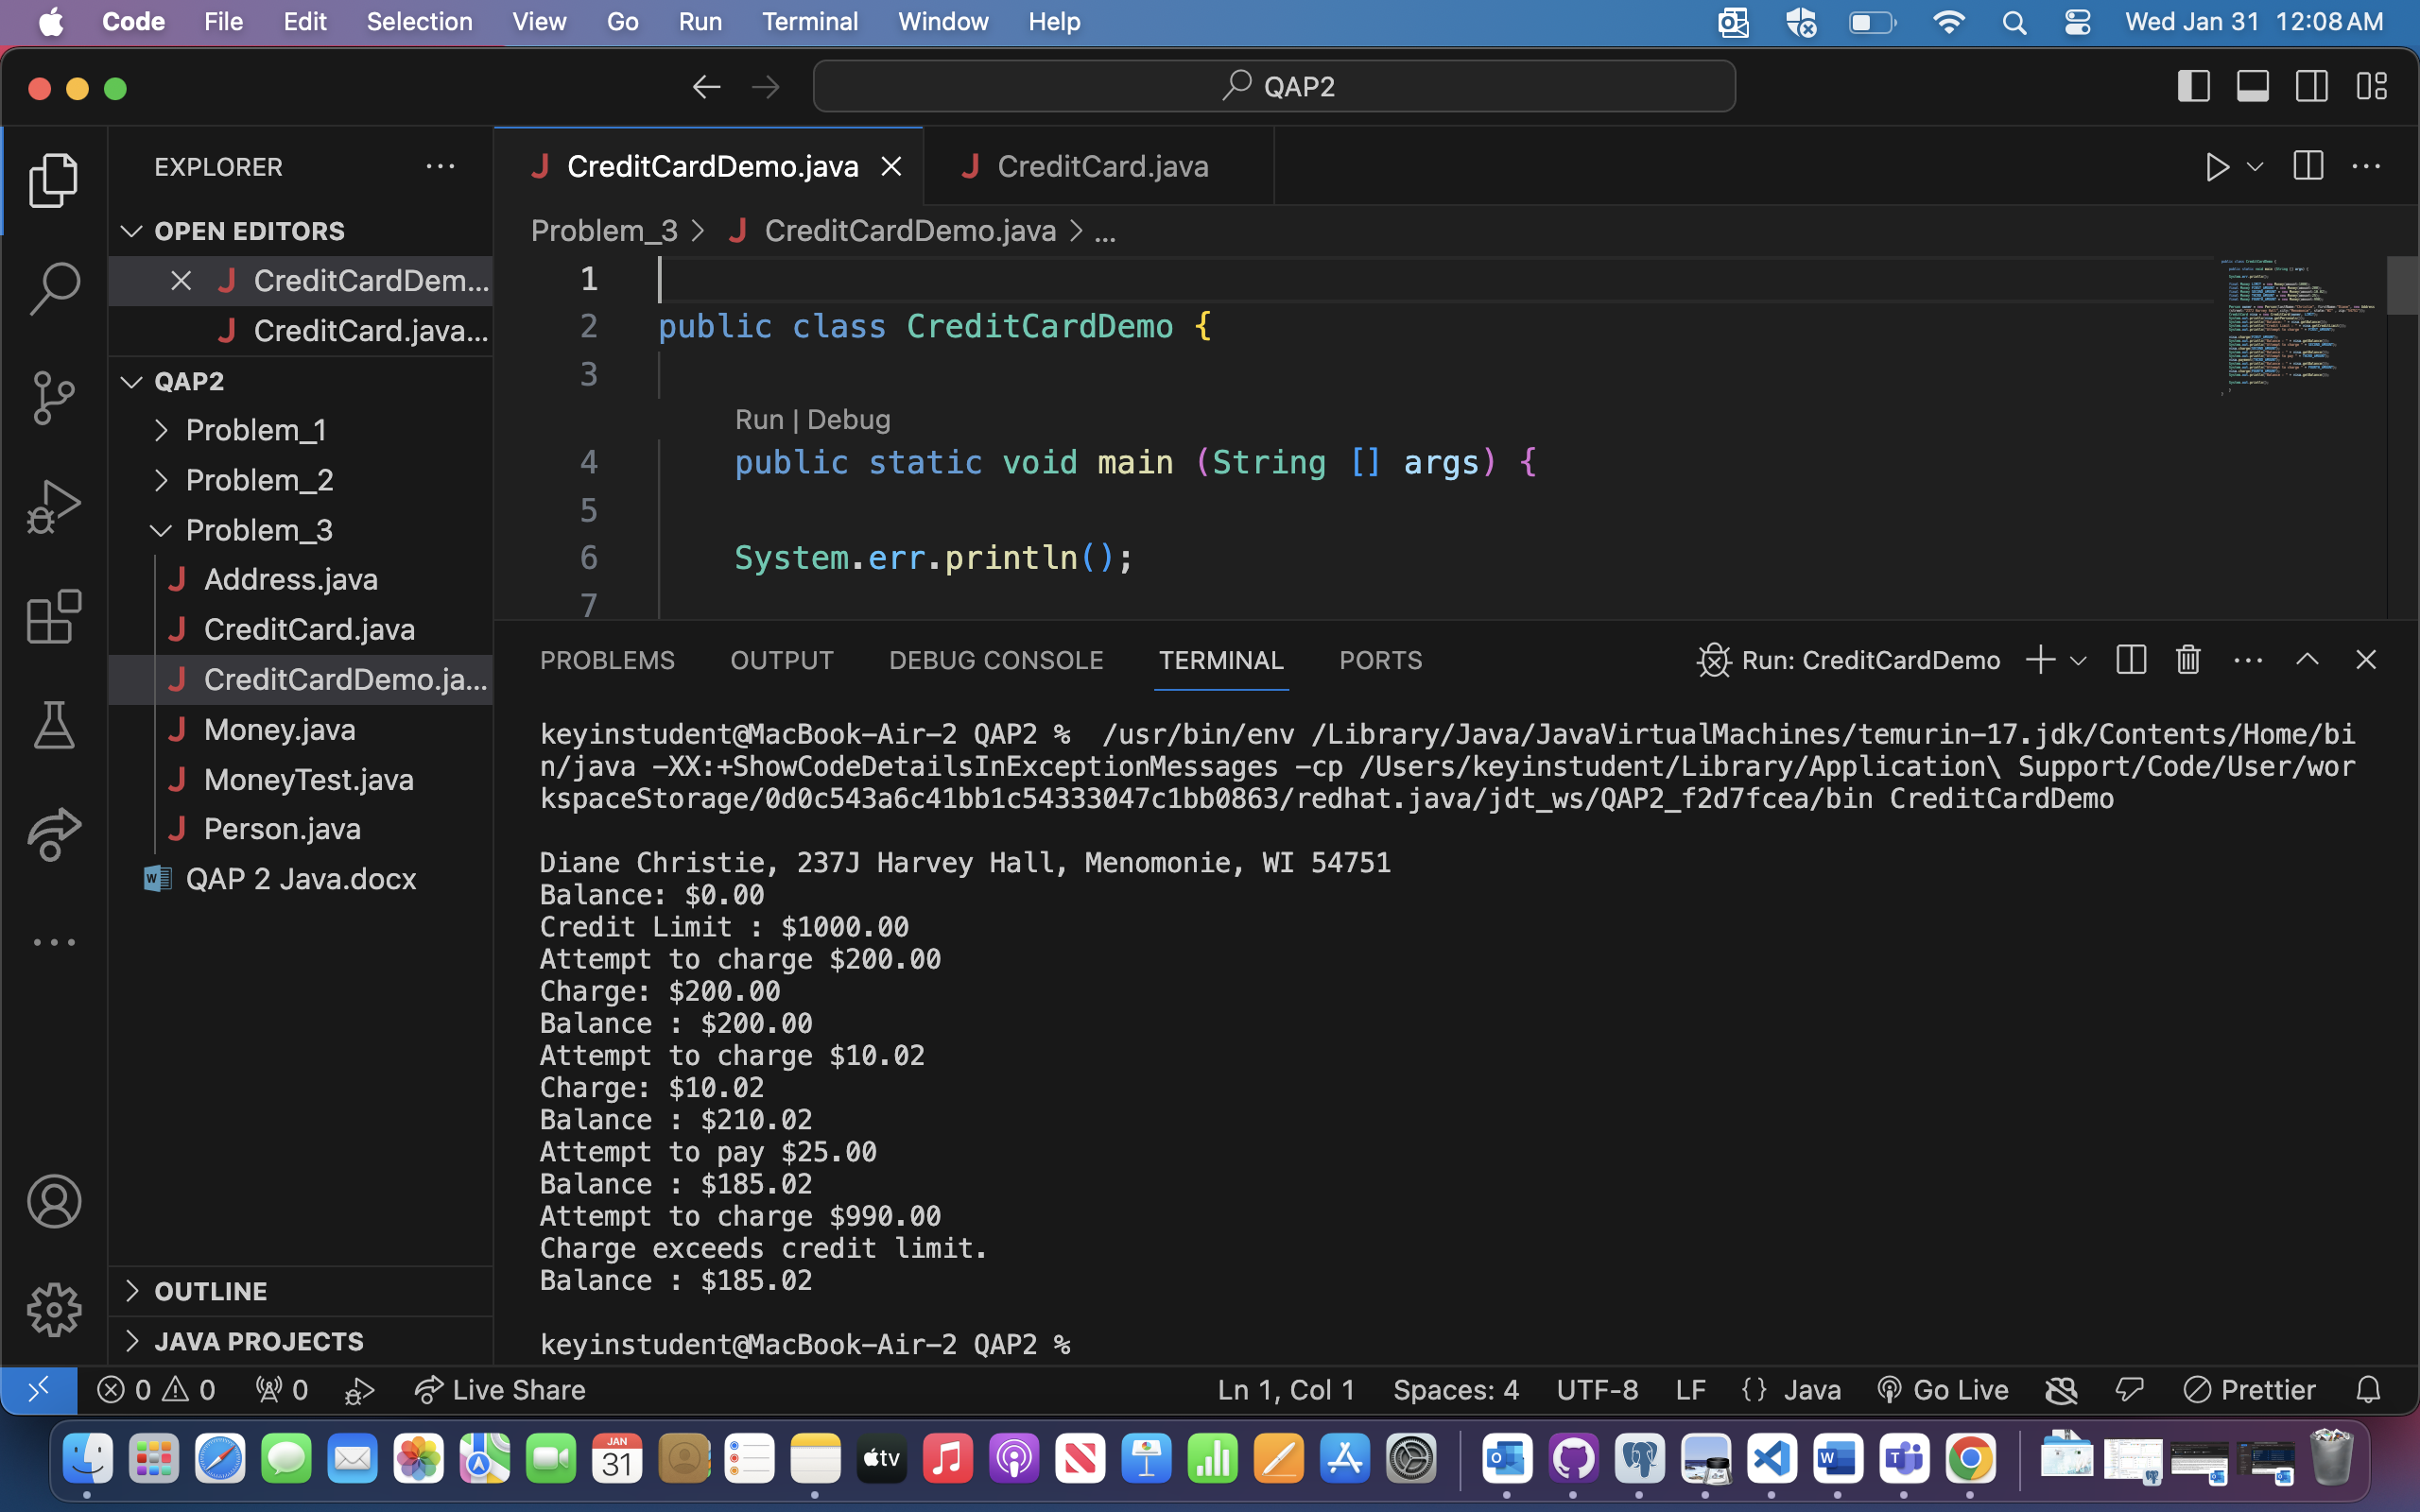 Code File Edit Selection View Go Run Terminal Window Help Wed Jan 31 12:08 AM
QAP2
EXPLORER
OPEN EDITORS
CreditCardDem...
CreditCard.java...
QAP2
Problem_1
Problem_2
Problem_3
Address.java
CreditCard.java
CreditCardDemo.ja...
Money.java
MoneyTest.java
Person.java
QAP 2 Java.docx
OUTLINE
JAVA PROJECTS
CreditCardDemo.java CreditCard.java
Problem_3 > CreditCardDemo.java > ...
1
2 public class CreditCardDemo {
3
Run | Debug
4 public static void main (String [] args) {
5
6 System.err.println();
7
PROBLEMS OUTPUT DEBUG CONSOLE TERMINAL PORTS Run: CreditCardDemo
keyinstudent@MacBook-Air-2 QAP2 % /usr/bin/env /Library/Java/JavaVirtualMachines/temurin-17.jdk/Contents/Home/bi
n/java -XX:+ShowCodeDetailsInExceptionMessages -cp /Users/keyinstudent/Library/Application\ Support/Code/User/wor
kspaceStorage/0d0c543a6c41bb1c54333047c1bb0863/redhat.java/jdt_ws/QAP2_f2d7fcea/bin CreditCardDemo
Diane Christie, 237J Harvey Hall, Menomonie, WI 54751
Balance: $0.00
Credit Limit : $1000.00
Attempt to charge $200.00
Charge: $200.00
Balance : $200.00
Attempt to charge $10.02
Charge: $10.02
Balance : $210.02
Attempt to pay $25.00
Balance : $185.02
Attempt to charge $990.00
Charge exceeds credit limit.
Balance : $185.02
keyinstudent@MacBook-Air-2 QAP2 %
0 0 0 Live Share Ln 1, Col 1 Spaces: 4 UTF-8 LF {} Java Go Live Prettier
JAN
31
tv